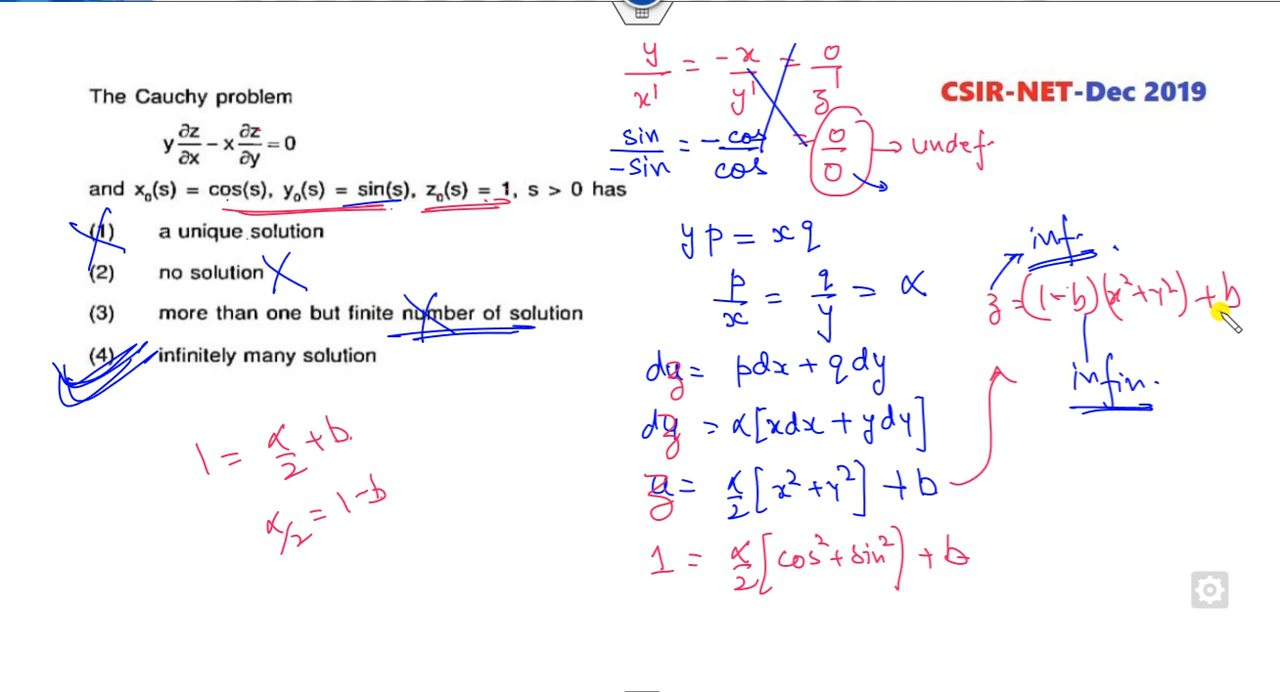 CSIR-NET-Dec 2019
The Cauchy problem
y ∂z/∂x - x ∂z/∂y = 0
and x₀(s) = cos(s), y₀(s) = sin(s), z₀(s) = 1, s > 0 has
(1) a unique solution
(2) no solution
(3) more than one but finite number of solution
(4) infinitely many solution
1 = α/2 + b
α/2 = 1 - b
y/x' = -x/y' = 0/z'
sin/-sin = -cos/cos = 0/0 → undef.
yp = xq
p/x = q/y = α
dz = pdx + qdy
dz = α[xdx + ydy]
z = α/2 [x² + y²] + b
1 = α/2 [cos² + sin²] + b
inf.
z = (1-b)(x²+y²) + b
infin.